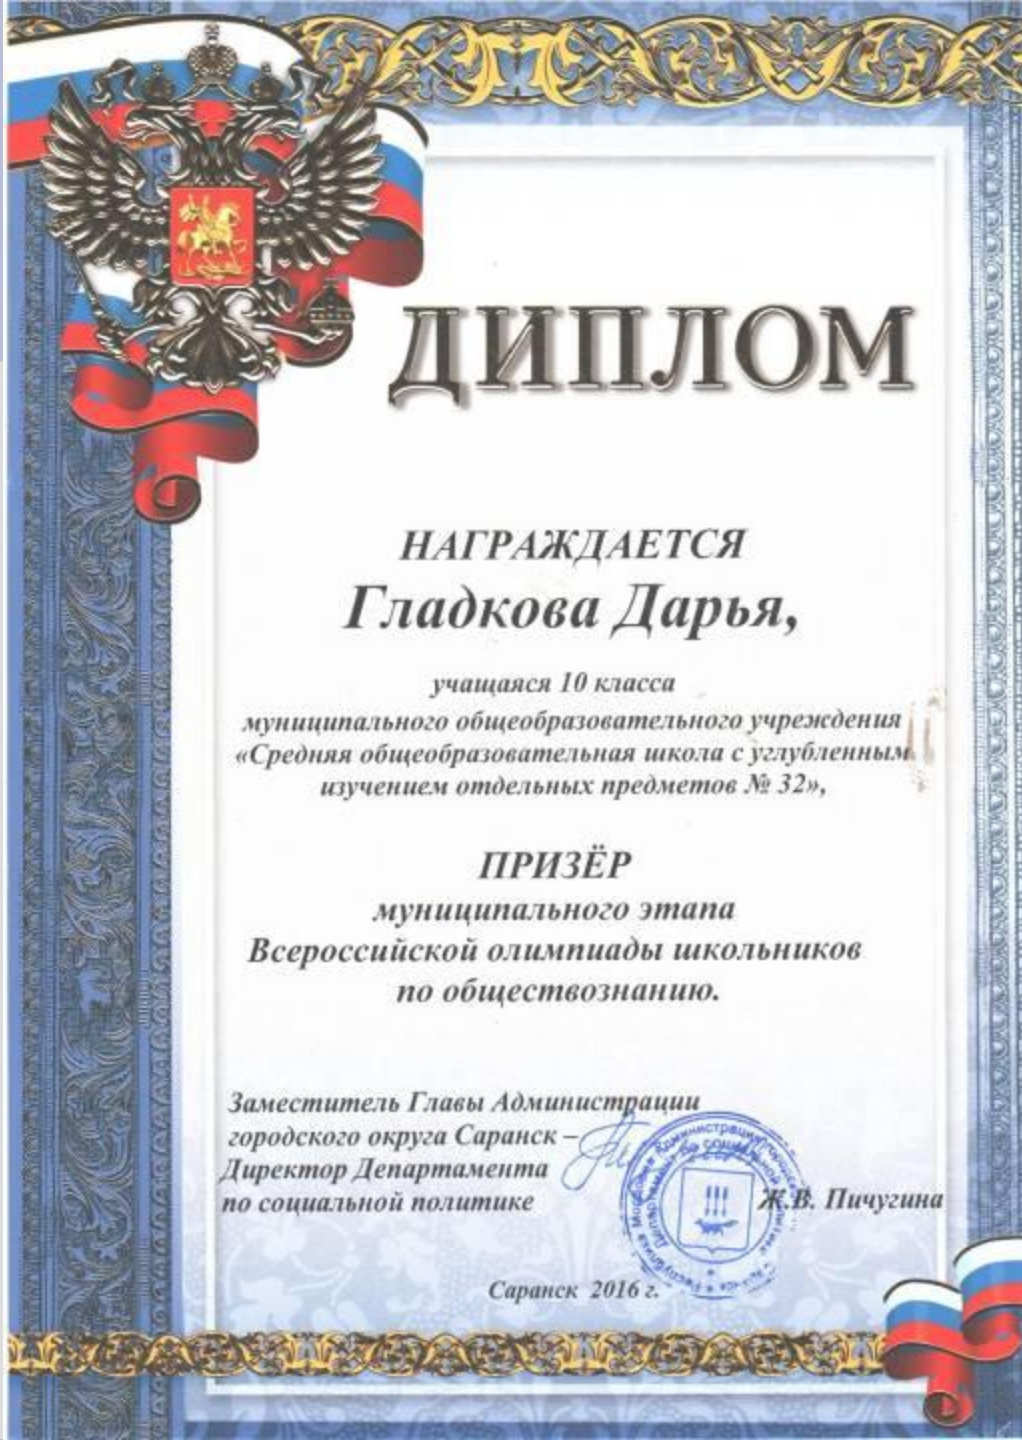 ДИПЛОМ
НАГРАЖДАЕТСЯ
Гладкова Дарья,
учащаяся 10 класса
муниципального общеобразовательного учреждения
«Средняя общеобразовательная школа с углубленным
изучением отдельных предметов № 32»,
ПРИЗЁР
муниципального этапа
Всероссийской олимпиады школьников
по обществознанию.
Заместитель Главы Администрации
городского округа Саранск –
Директор Департамента
по социальной политике
Ж.В. Пичугина
Саранск 2016 г.